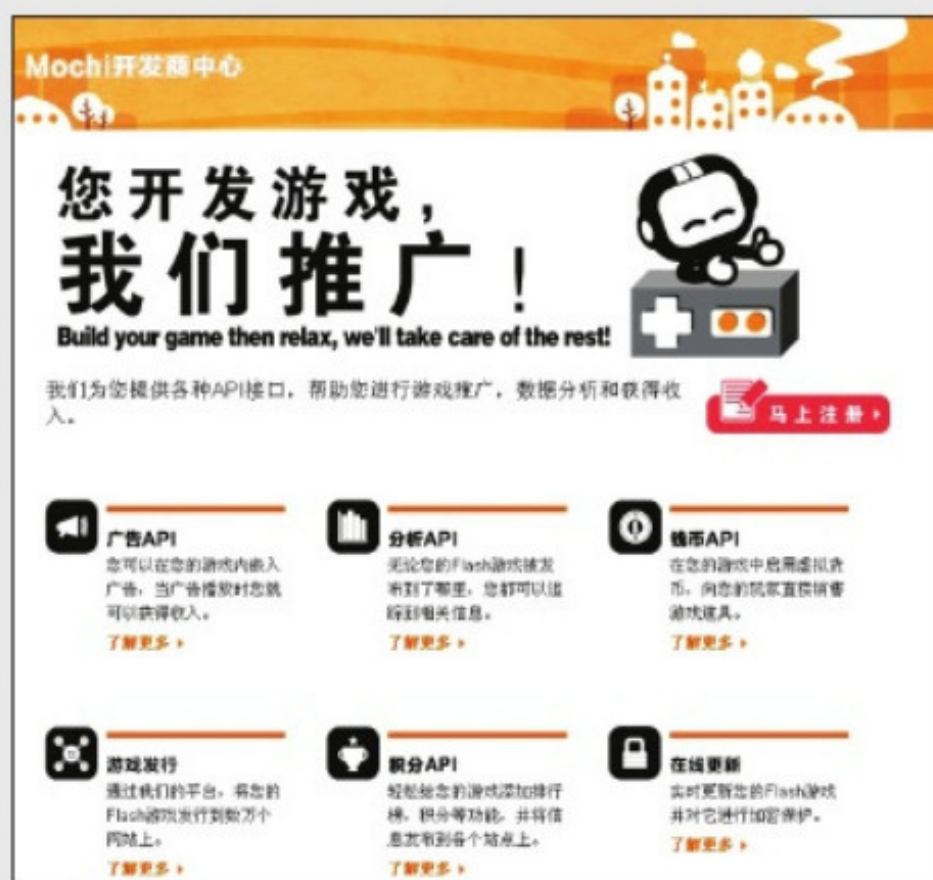 Mochi开发商中心
您开发游戏，
我们推广！
Build your game then relax, we'll take care of the rest!
我们为您提供各种API接口，帮助您进行游戏推广，数据分析和获得收
入。
马上注册
广告API
您可以在您的游戏内嵌入
广告，当广告播放时您就
可以获得收入。
了解更多
分析API
无论您的Flash游戏被发
布到了哪里，您都可以追
踪到相关信息。
了解更多
钱币API
在您的游戏中启用虚拟货
币，向您的玩家直接销售
游戏道具。
了解更多
游戏发行
通过我们的平台，将您的
Flash游戏发行到数万个
网站上。
了解更多
积分API
轻松给您的游戏添加排行
榜，积分等功能，并将信
息发布到各个站点上。
了解更多
在线更新
实时更新您的Flash游戏
并对它进行加密保护。
了解更多